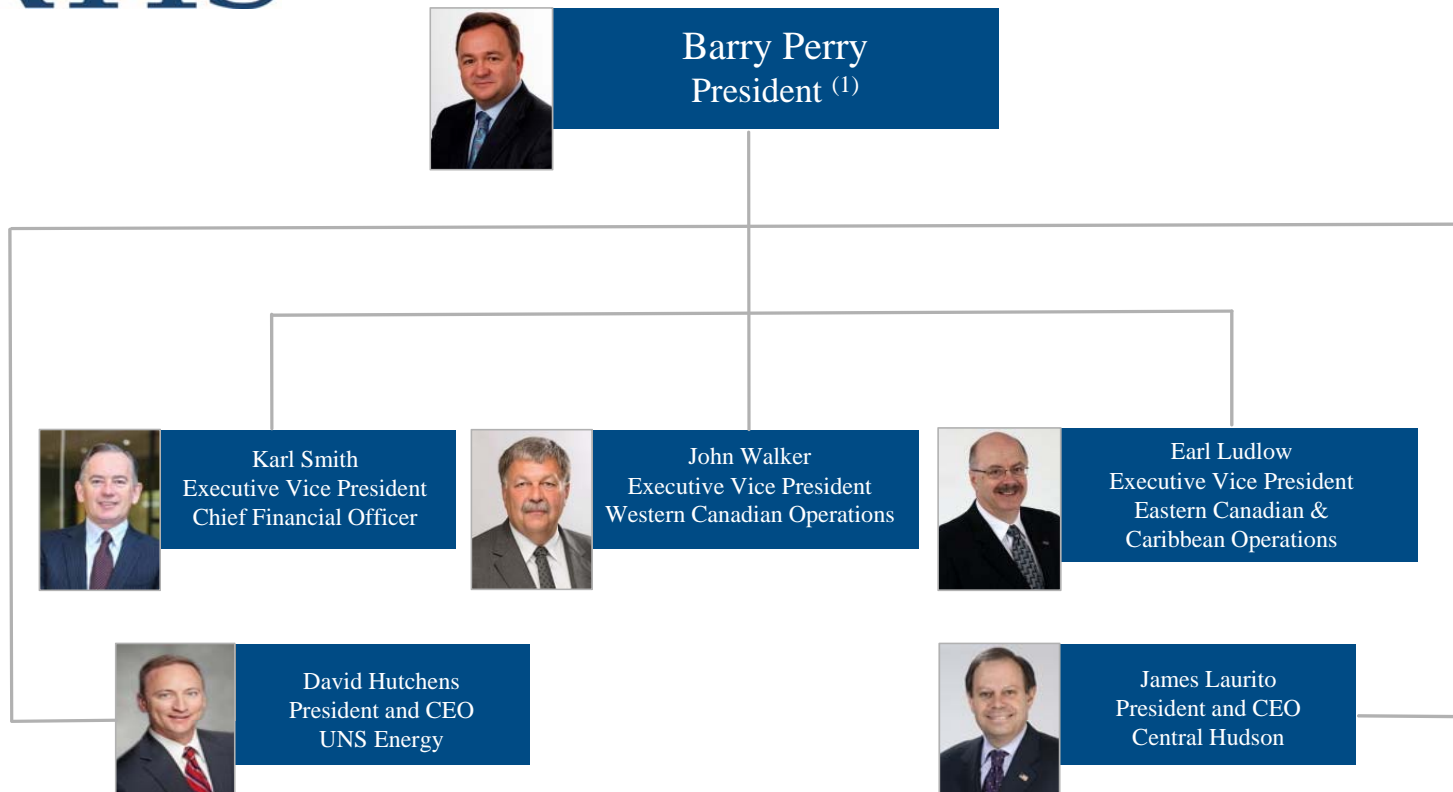 Barry Perry
President (1)
Karl Smith
Executive Vice President
Chief Financial Officer
John Walker
Executive Vice President
Western Canadian Operations
Earl Ludlow
Executive Vice President
Eastern Canadian &
Caribbean Operations
David Hutchens
President and CEO
UNS Energy
James Laurito
President and CEO
Central Hudson